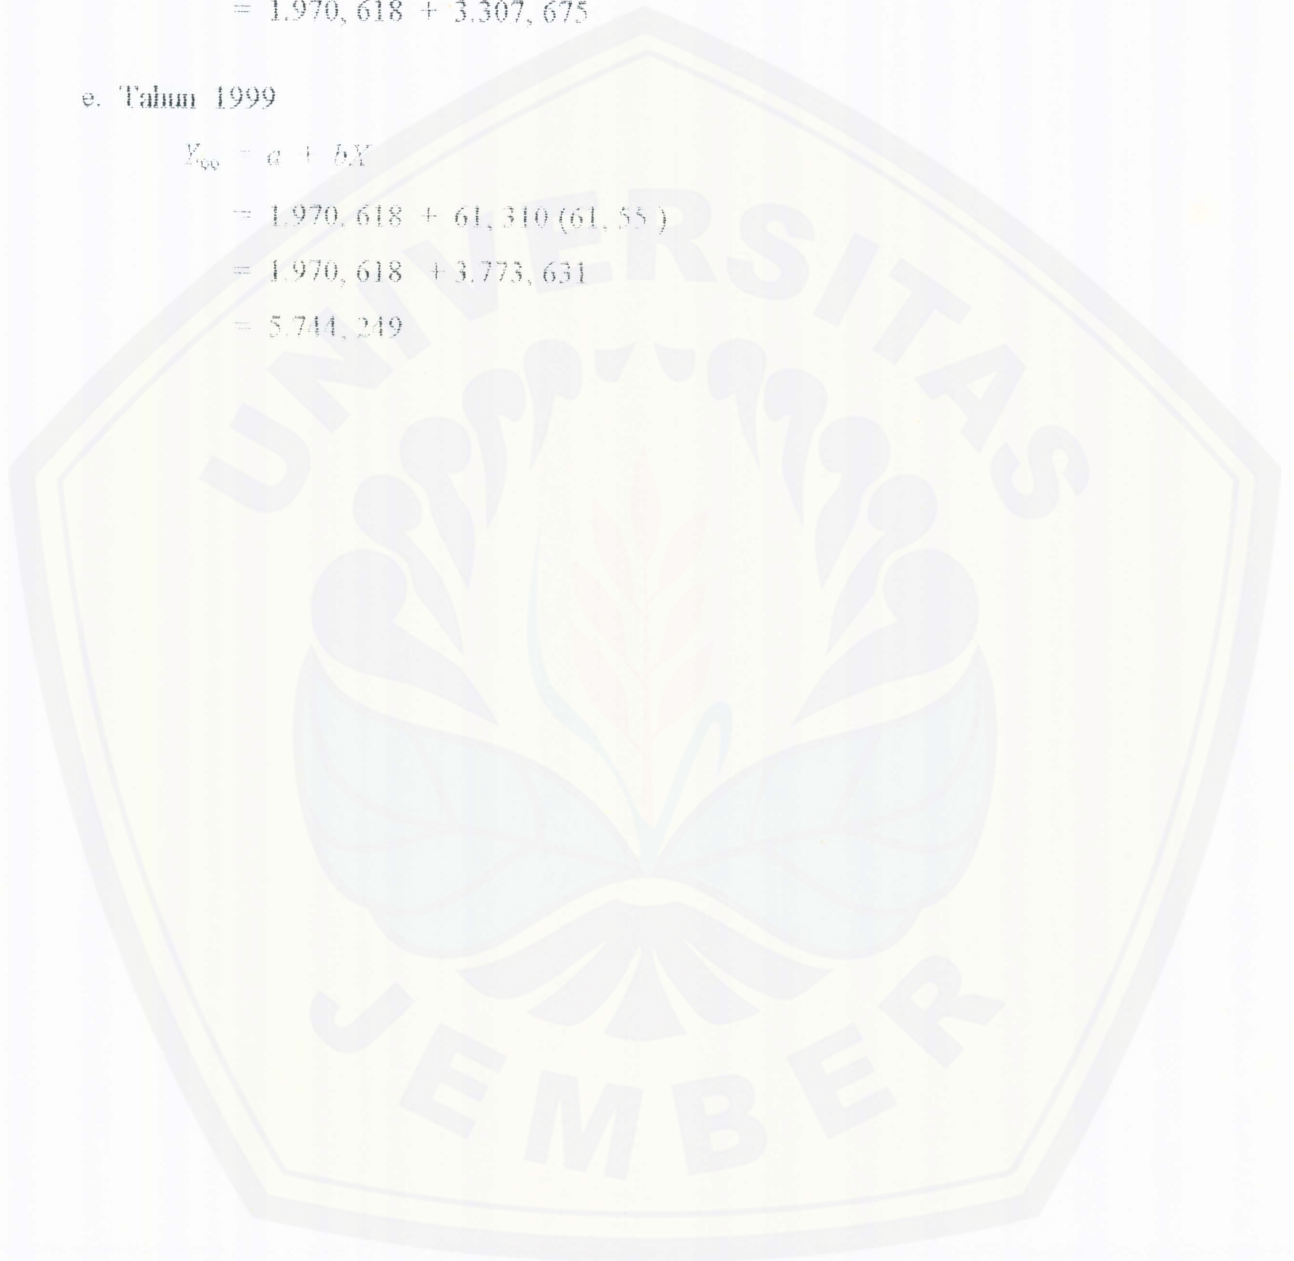 = 1.970, 618 + 3.307, 675
e. Tahun 1999
Y₉₉ = a + bX
= 1.970, 618 + 61, 310 (61, 55 )
= 1.970, 618 + 3.773, 631
= 5.744, 249
UNIVERSITAS
JEMBER